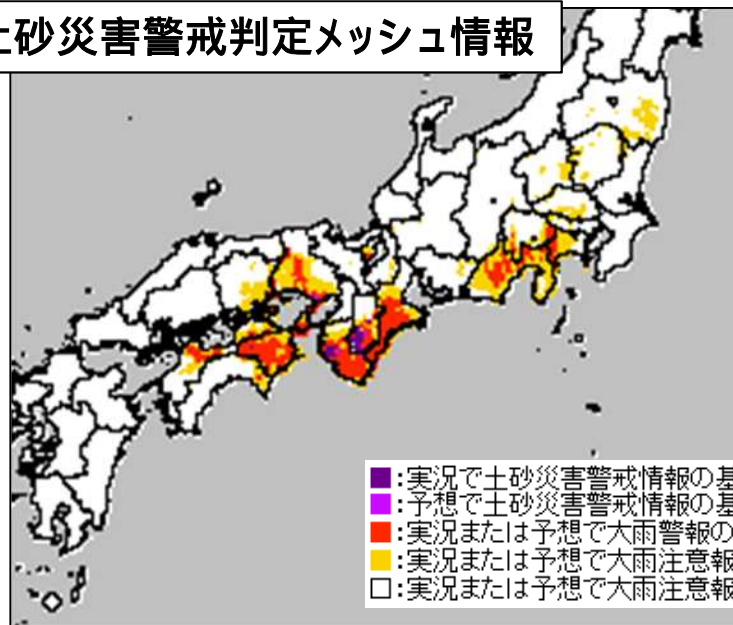 土砂災害警戒判定メッシュ情報
:実況で土砂災害警戒情報の基
:予想で土砂災害警戒情報の基
:実況または予想で大雨警報の
:実況または予想で大雨注意報
:実況または予想で大雨注意報